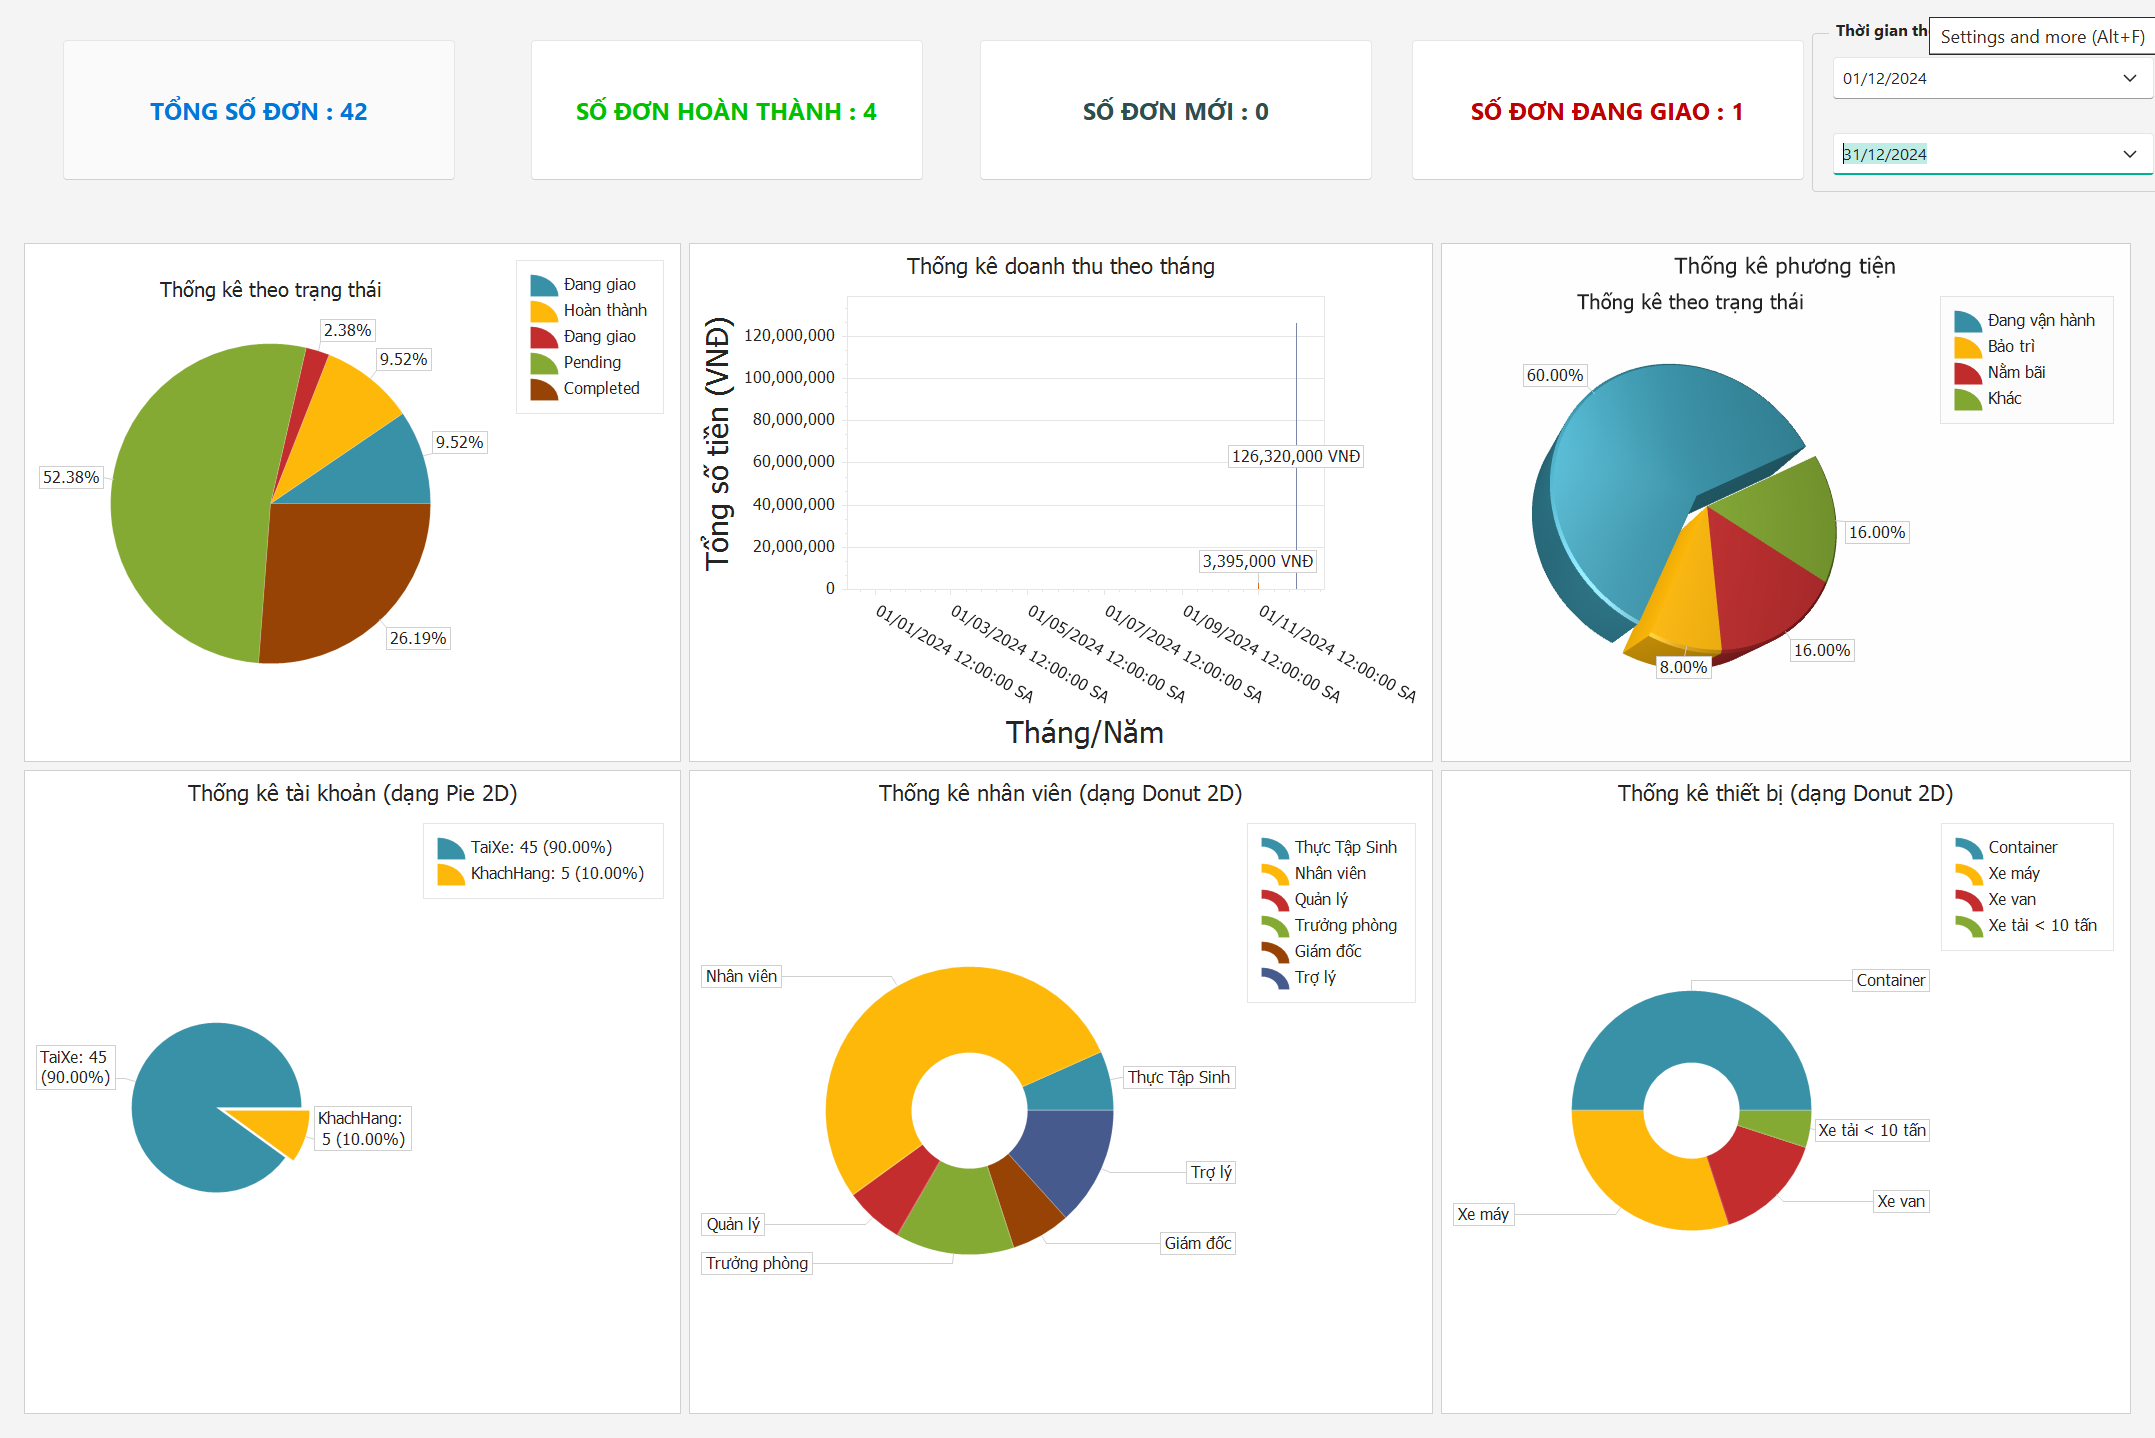 TỔNG SỐ ĐƠN : 42
SỐ ĐƠN HOÀN THÀNH : 4
SỐ ĐƠN MỚI : 0
SỐ ĐƠN ĐANG GIAO : 1
Thời gian th
Settings and more (Alt+F)
01/12/2024
31/12/2024
Thống kê theo trạng thái
Đang giao
Hoàn thành
Đang giao
Pending
Completed
2.38%
9.52%
9.52%
52.38%
26.19%
Thống kê doanh thu theo tháng
Tổng số tiền (VNĐ)
120,000,000
100,000,000
80,000,000
60,000,000
40,000,000
20,000,000
0
126,320,000 VNĐ
3,395,000 VNĐ
01/01/2024 12:00:00 SA
01/03/2024 12:00:00 SA
01/05/2024 12:00:00 SA
01/07/2024 12:00:00 SA
01/09/2024 12:00:00 SA
01/11/2024 12:00:00 SA
Tháng/Năm
Thống kê phương tiện
Thống kê theo trạng thái
Đang vận hành
Bảo trì
Nằm bãi
Khác
60.00%
16.00%
16.00%
8.00%
Thống kê tài khoản (dạng Pie 2D)
TaiXe: 45 (90.00%)
KhachHang: 5 (10.00%)
TaiXe: 45
(90.00%)
KhachHang:
5 (10.00%)
Thống kê nhân viên (dạng Donut 2D)
Thực Tập Sinh
Nhân viên
Quản lý
Trưởng phòng
Giám đốc
Trợ lý
Nhân viên
Thực Tập Sinh
Trợ lý
Quản lý
Giám đốc
Trưởng phòng
Thống kê thiết bị (dạng Donut 2D)
Container
Xe máy
Xe van
Xe tải < 10 tấn
Container
Xe tải < 10 tấn
Xe van
Xe máy